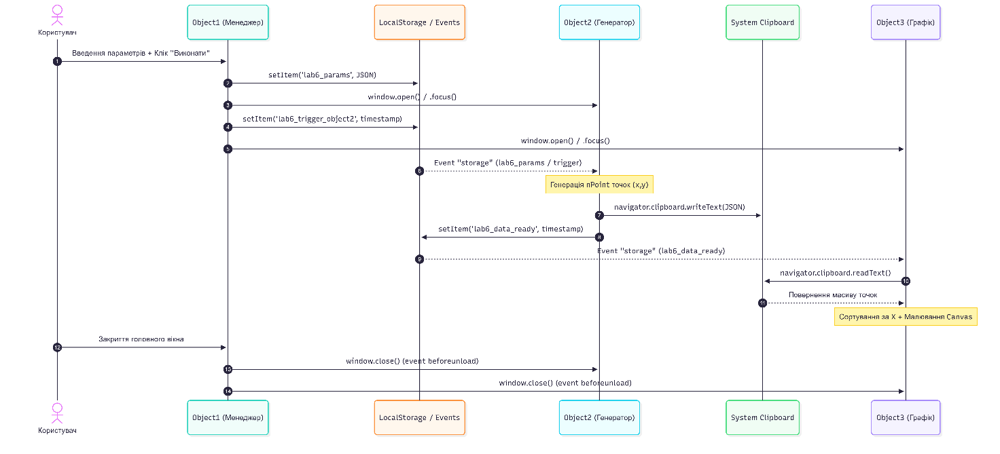 Користувач
Object1 (Менеджер)
LocalStorage / Events
Object2 (Генератор)
System Clipboard
Object3 (Графік)
Введення параметрів + Клік "Виконати"
1
setItem('lab6_params', JSON)
2
window.open() / .focus()
3
setItem('lab6_trigger_object2', timestamp)
4
window.open() / .focus()
5
Event "storage" (lab6_params / trigger)
6
Генерація nPoint точок (x,y)
navigator.clipboard.writeText(JSON)
7
setItem('lab6_data_ready', timestamp)
8
Event "storage" (lab6_data_ready)
9
navigator.clipboard.readText()
10
Повернення масиву точок
11
Сортування за X + Малювання Canvas
Закриття головного вікна
12
window.close() (event beforeunload)
13
window.close() (event beforeunload)
14
Користувач
Object1 (Менеджер)
LocalStorage / Events
Object2 (Генератор)
System Clipboard
Object3 (Графік)